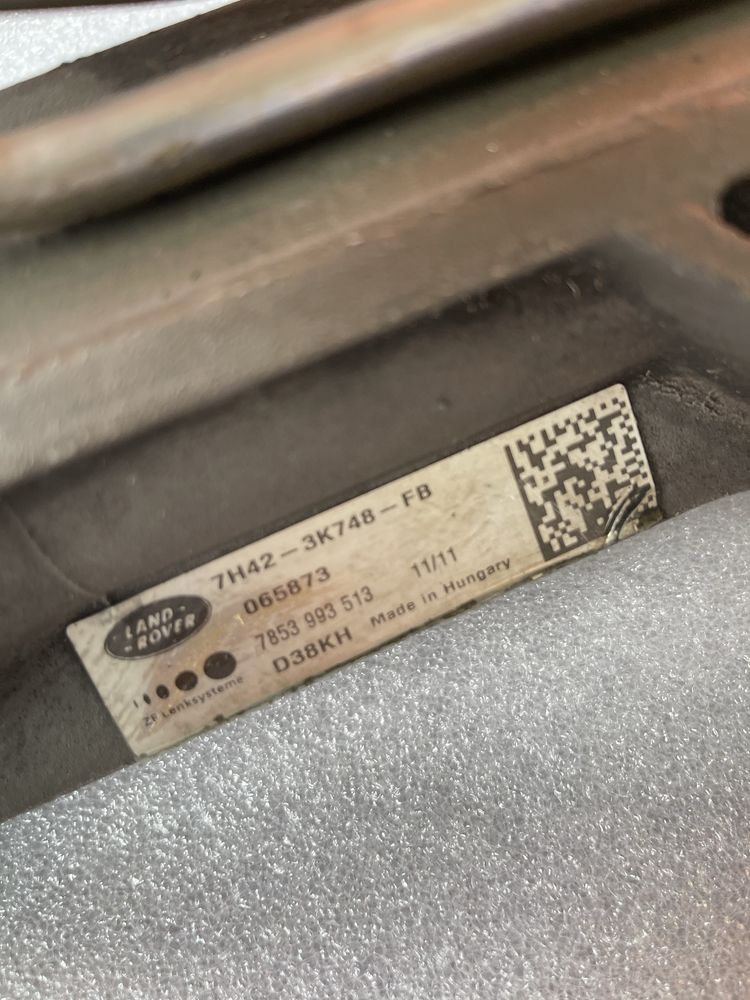 LAND-
-ROVER
7H42-3K748-FB
065873
11/11
7853 993 513
Made in Hungary
D38KH
ZF Lenksysteme